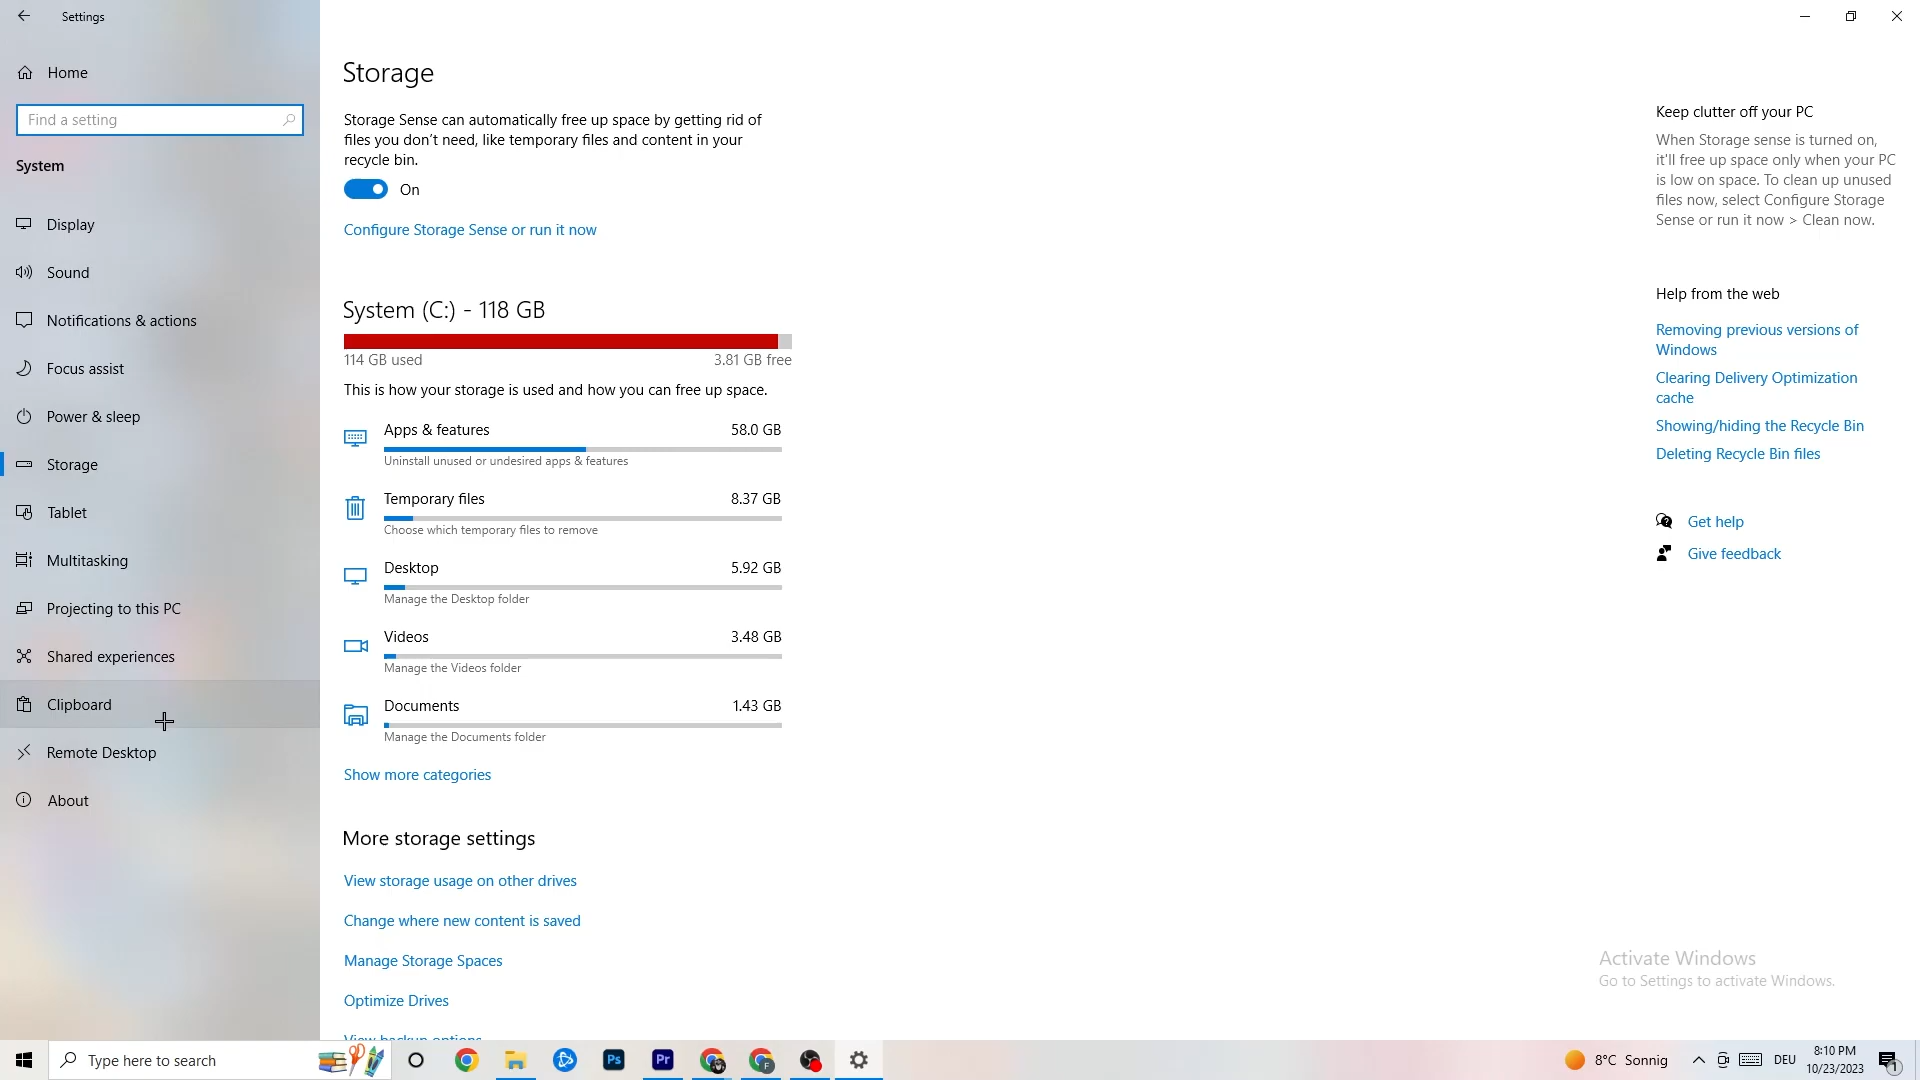 Settings
Home
Find a setting
System
Display
Sound
Notifications & actions
Focus assist
Power & sleep
Storage
Tablet
Multitasking
Projecting to this PC
Shared experiences
Clipboard
Remote Desktop
About
Storage
Storage Sense can automatically free up space by getting rid of
files you don't need, like temporary files and content in your
recycle bin.
On
Configure Storage Sense or run it now
System (C:) - 118 GB
114 GB used 3.81 GB free
This is how your storage is used and how you can free up space.
Apps & features 58.0 GB
Uninstall unused or undesired apps & features
Temporary files 8.37 GB
Choose which temporary files to remove
Desktop 5.92 GB
Manage the Desktop folder
Videos 3.48 GB
Manage the Videos folder
Documents 1.43 GB
Manage the Documents folder
Show more categories
More storage settings
View storage usage on other drives
Change where new content is saved
Manage Storage Spaces
Optimize Drives
View backup options
Keep clutter off your PC
When Storage sense is turned on,
it'll free up space only when your PC
is low on space. To clean up unused
files now, select Configure Storage
Sense or run it now > Clean now.
Help from the web
Removing previous versions of
Windows
Clearing Delivery Optimization
cache
Showing/hiding the Recycle Bin
Deleting Recycle Bin files
Get help
Give feedback
Activate Windows
Go to Settings to activate Windows.
Type here to search
Ps
Pr
F
8°C Sonnig
DEU
8:10 PM
10/23/2023
1